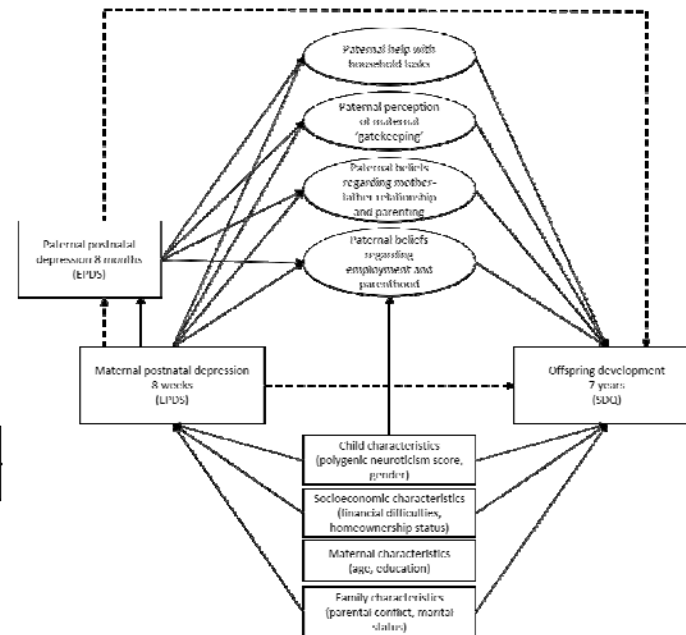 Paternal help with
household tasks
Paternal perception
of maternal
'gatekeeping'
Paternal beliefs
regarding mother-
father relationship
and parenting
Paternal beliefs
regarding
employment and
parenthood
Paternal postnatal
depression 8 months
(EPDS)
Maternal postnatal depression
8 weeks
(EPDS)
Offspring development
7 years
(SDQ)
Child characteristics
(polygenic neuroticism score,
gender)
Socioeconomic characteristics
(financial difficulties,
homeownership status)
Maternal characteristics
(age, education)
Family characteristics
(parental conflict, marital
status)